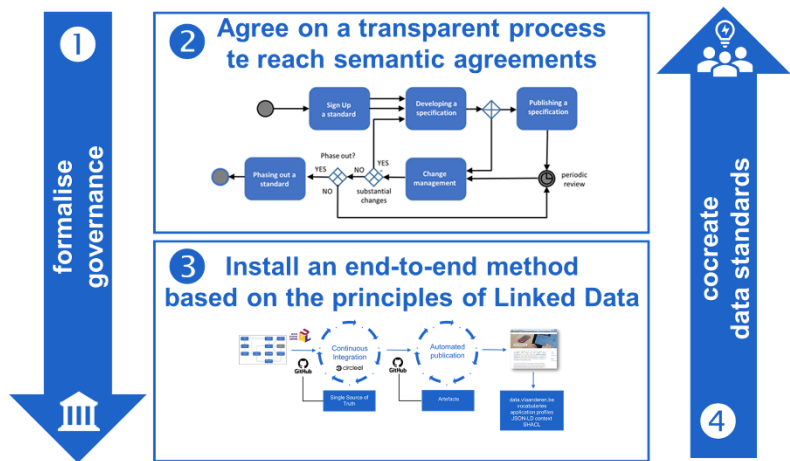 1
formalise
governance
2
Agree on a transparent process
te reach semantic agreements
Sign Up
a standard
Developing a
specification
Publishing a
specification
Phase out?
YES
NO
YES
NO
substantial
changes
Phasing out a
standard
Change
management
periodic
review
3
Install an end-to-end method
based on the principles of Linked Data
Continuous
Integration
circleci
GitHub
Single Source of
Truth
Automated
publication
GitHub
Artefacts
data.vlaanderen.be
vocabularies
application profiles
JSON-LD context
SHACL
cocreate
data standards
4